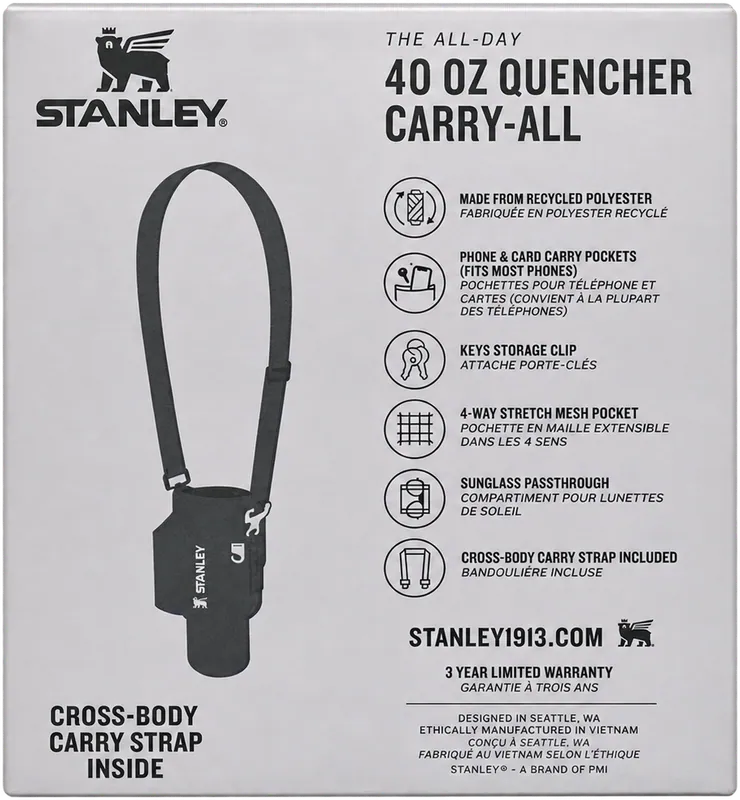 STANLEY®
THE ALL-DAY
40 OZ QUENCHER
CARRY-ALL
MADE FROM RECYCLED POLYESTER
FABRIQUÉE EN POLYESTER RECYCLÉ
PHONE & CARD CARRY POCKETS
(FITS MOST PHONES)
POCHETTES POUR TÉLÉPHONE ET
CARTES (CONVIENT À LA PLUPART
DES TÉLÉPHONES)
KEYS STORAGE CLIP
ATTACHE PORTE-CLÉS
4-WAY STRETCH MESH POCKET
POCHETTE EN MAILLE EXTENSIBLE
DANS LES 4 SENS
SUNGLASS PASSTHROUGH
COMPARTIMENT POUR LUNETTES
DE SOLEIL
CROSS-BODY CARRY STRAP INCLUDED
BANDOULIÈRE INCLUSE
STANLEY
CROSS-BODY
CARRY STRAP
INSIDE
STANLEY1913.COM
3 YEAR LIMITED WARRANTY
GARANTIE À TROIS ANS
DESIGNED IN SEATTLE, WA
ETHICALLY MANUFACTURED IN VIETNAM
CONÇU À SEATTLE, WA
FABRIQUÉ AU VIETNAM SELON L'ÉTHIQUE
STANLEY® - A BRAND OF PMI